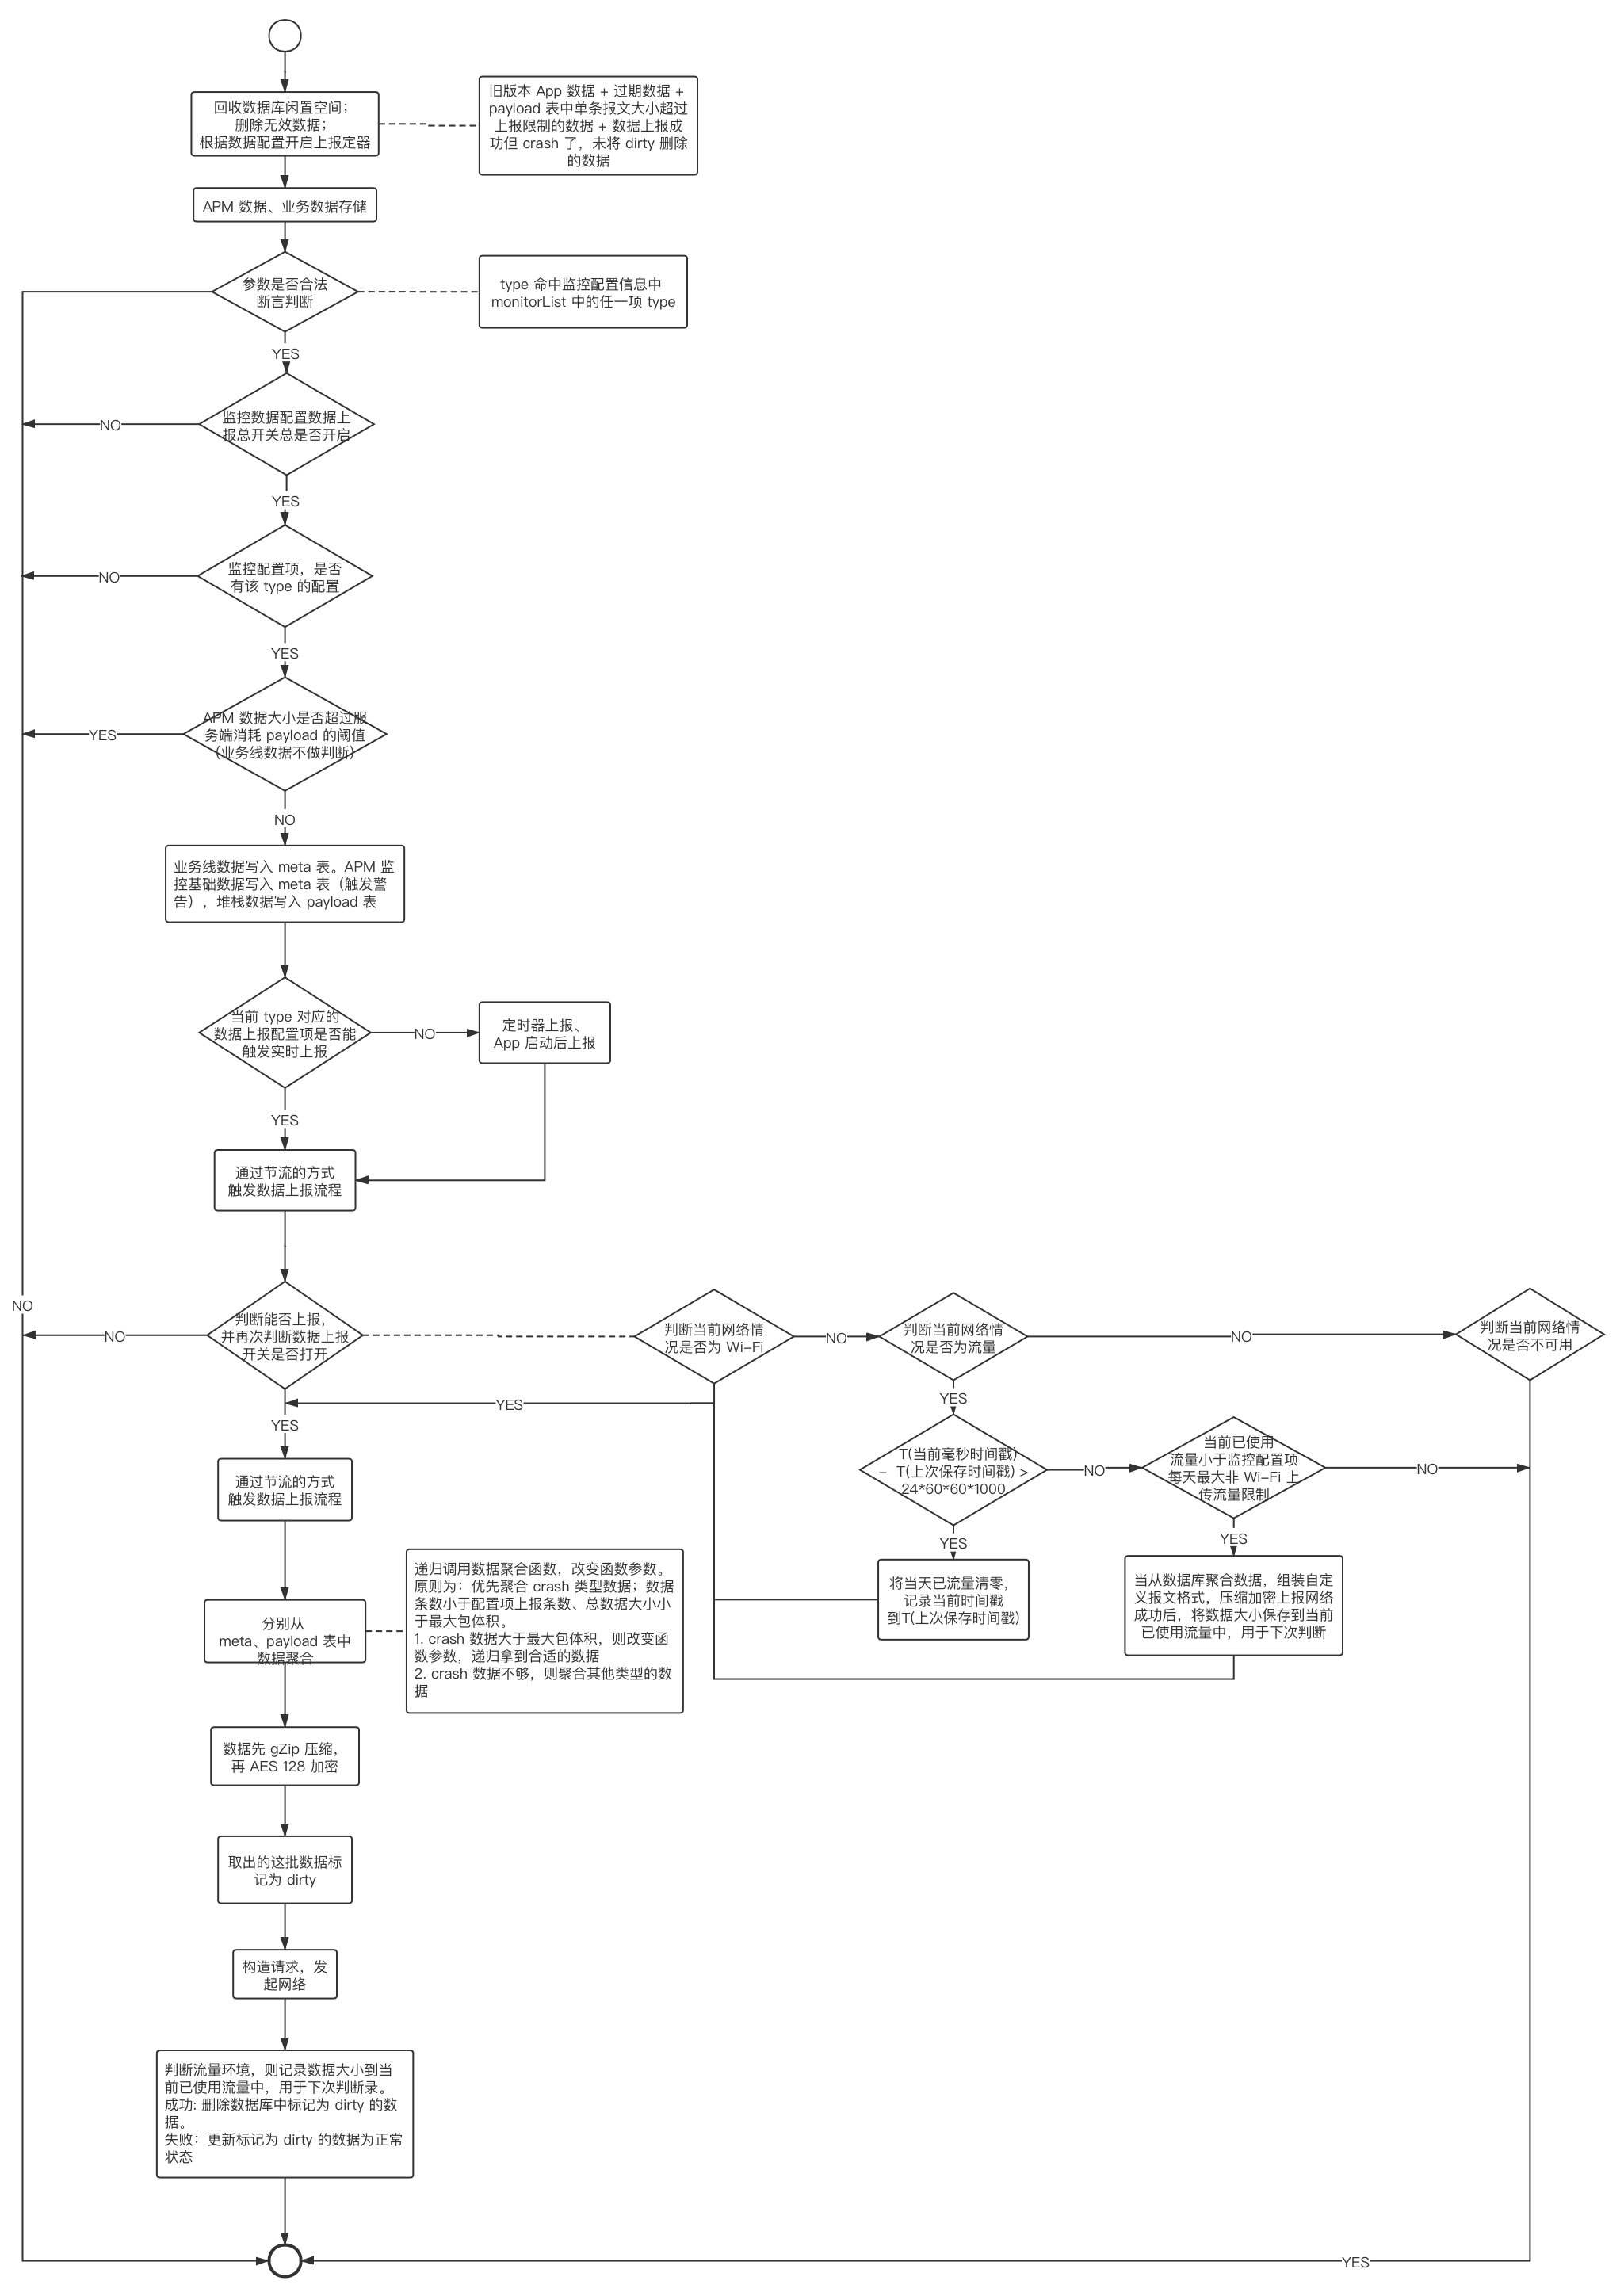 回收数据库闲置空间；
删除无效数据；
根据数据配置开启上报定器
旧版本 App 数据 + 过期数据 +
payload 表中单条报文大小超过
上报限制的数据 + 数据上报成
功但 crash 了，未将 dirty 删除
的数据
APM 数据、业务数据存储
参数是否合法
断言判断
type 命中监控配置信息中
monitorList 中的任一项 type
YES
监控数据配置数据上
报总开关总是否开启
NO
YES
监控配置项，是否
有该 type 的配置
NO
YES
APM 数据大小是否超过服
务端消耗 payload 的阈值
（业务线数据不做判断）
YES
NO
业务线数据写入 meta 表。APM 监
控基础数据写入 meta 表（触发警
告），堆栈数据写入 payload 表
当前 type 对应的
数据上报配置项是否能
触发实时上报
NO
定时器上报、
App 启动后上报
YES
通过节流的方式
触发数据上报流程
NO
判断能否上报，
并再次判断数据上报
开关是否打开
NO
判断当前网络情
况是否为 Wi-Fi
NO
判断当前网络情
况是否为流量
NO
判断当前网络情
况是否不可用
YES
YES
YES
T(当前毫秒时间戳)
- T(上次保存时间戳) >
24*60*60*1000
NO
当前已使用
流量小于监控配置项
每天最大非 Wi-Fi 上
传流量限制
NO
通过节流的方式
触发数据上报流程
YES
YES
将当天已流量清零，
记录当前时间戳
到T(上次保存时间戳)
当从数据库聚合数据，组装自定
义报文格式，压缩加密上报网络
成功后，将数据大小保存到当前
已使用流量中，用于下次判断
分别从
meta、payload 表中
数据聚合
递归调用数据聚合函数，改变函数参数。
原则为：优先聚合 crash 类型数据；数据
条数小于配置项上报条数、总数据大小小
于最大包体积。
1. crash 数据大于最大包体积，则改变函
数参数，递归拿到合适的数据
2. crash 数据不够，则聚合其他类型的数
据
数据先 gZip 压缩，
再 AES 128 加密
取出的这批数据标
记为 dirty
构造请求，发
起网络
判断流量环境，则记录数据大小到当
前已使用流量中，用于下次判断录。
成功: 删除数据库中标记为 dirty 的数
据。
失败：更新标记为 dirty 的数据为正常
状态
YES